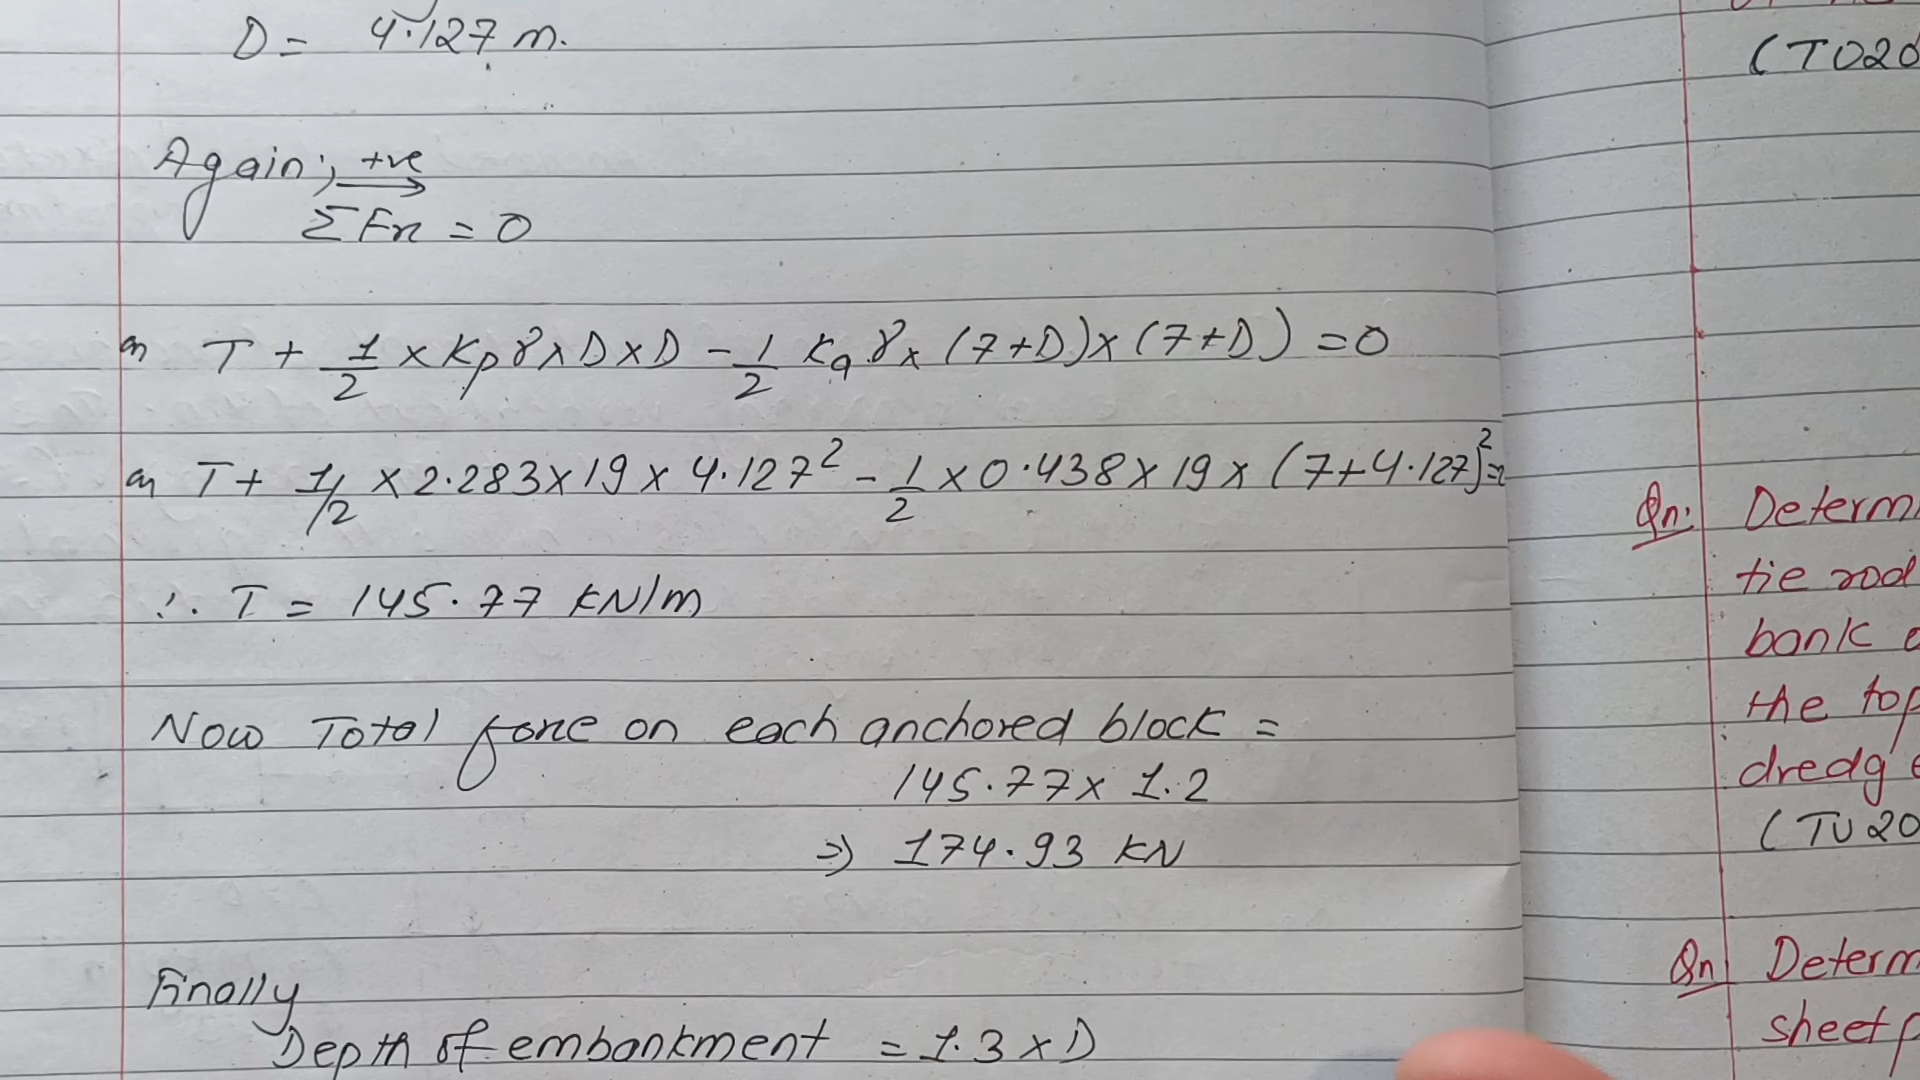 D = 4.127 m.
Again; +ve
ΣFx = 0
or T + 1/2 × Kp γ × D × D - 1/2 Ka γ × (7+D) × (7+D) = 0
or T + 1/2 × 2.283 × 19 × 4.127² - 1/2 × 0.438 × 19 × (7+4.127)² =
∴ T = 145.77 KN/m
Now Total force on each anchored block =
145.77 × 1.2
⇒ 174.93 KN
Finally
Depth of embankment = 1.3 × D
(TU20
Qn: Determ
tie rod
bank
the top
dredg
(TU20
Qn Determ
sheet p